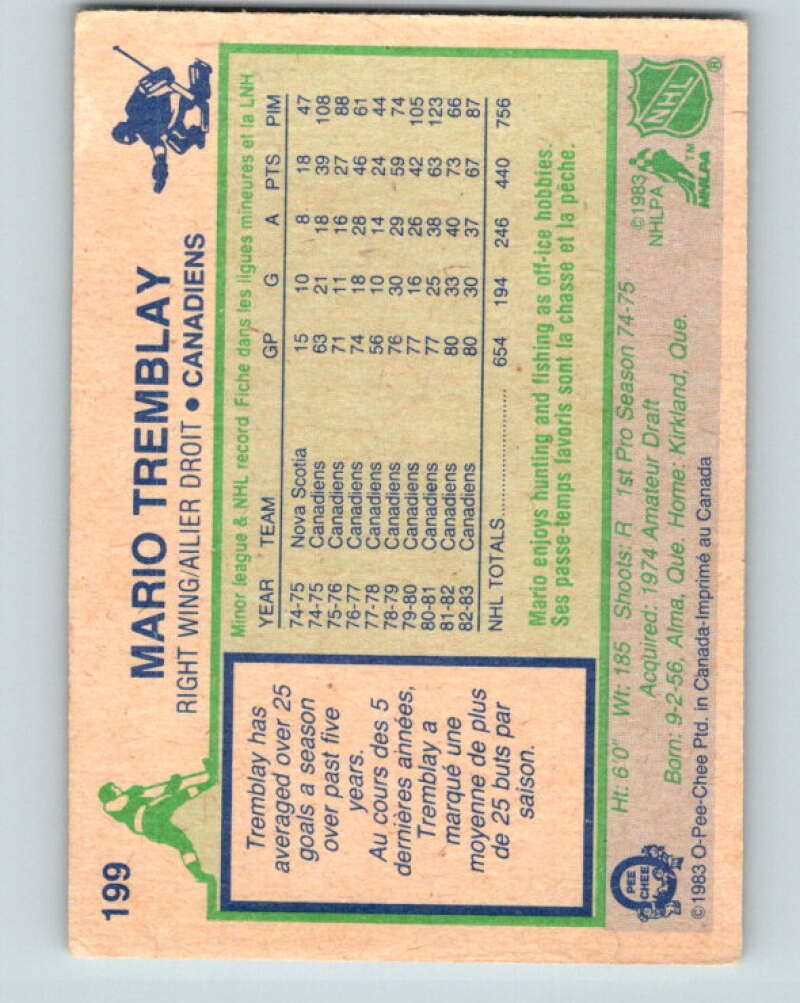 199
MARIO TREMBLAY
RIGHT WING/AILIER DROIT • CANADIENS
Tremblay has
averaged over 25
goals a season
over past five
years.
Au cours des 5
dernières années,
Tremblay a
marqué une
moyenne de plus
de 25 buts par
saison.
Minor league & NHL record Fiche dans les ligues mineures et la LNH
YEAR TEAM GP G A PTS PIM
74-75 Nova Scotia 15 10 8 18 47
74-75 Canadiens 63 21 18 39 108
75-76 Canadiens 71 11 16 27 88
76-77 Canadiens 74 18 28 46 61
77-78 Canadiens 56 10 14 24 44
78-79 Canadiens 76 30 29 59 74
79-80 Canadiens 77 16 26 42 105
80-81 Canadiens 77 25 38 63 123
81-82 Canadiens 80 33 40 73 66
82-83 Canadiens 80 30 37 67 87
NHL TOTALS 654 194 246 440 756
Mario enjoys hunting and fishing as off-ice hobbies.
Ses passe-temps favoris sont la chasse et la pêche.
O PEE CHEE
Ht: 6'0" Wt: 185 Shoots: R 1st Pro Season 74-75
Acquired: 1974 Amateur Draft
Born: 9-2-56, Alma, Que. Home: Kirkland, Que.
©1983 O-Pee-Chee Ptd. in Canada-Imprimé au Canada
©1983
NHLPA
NHLPA TM
NHL ®